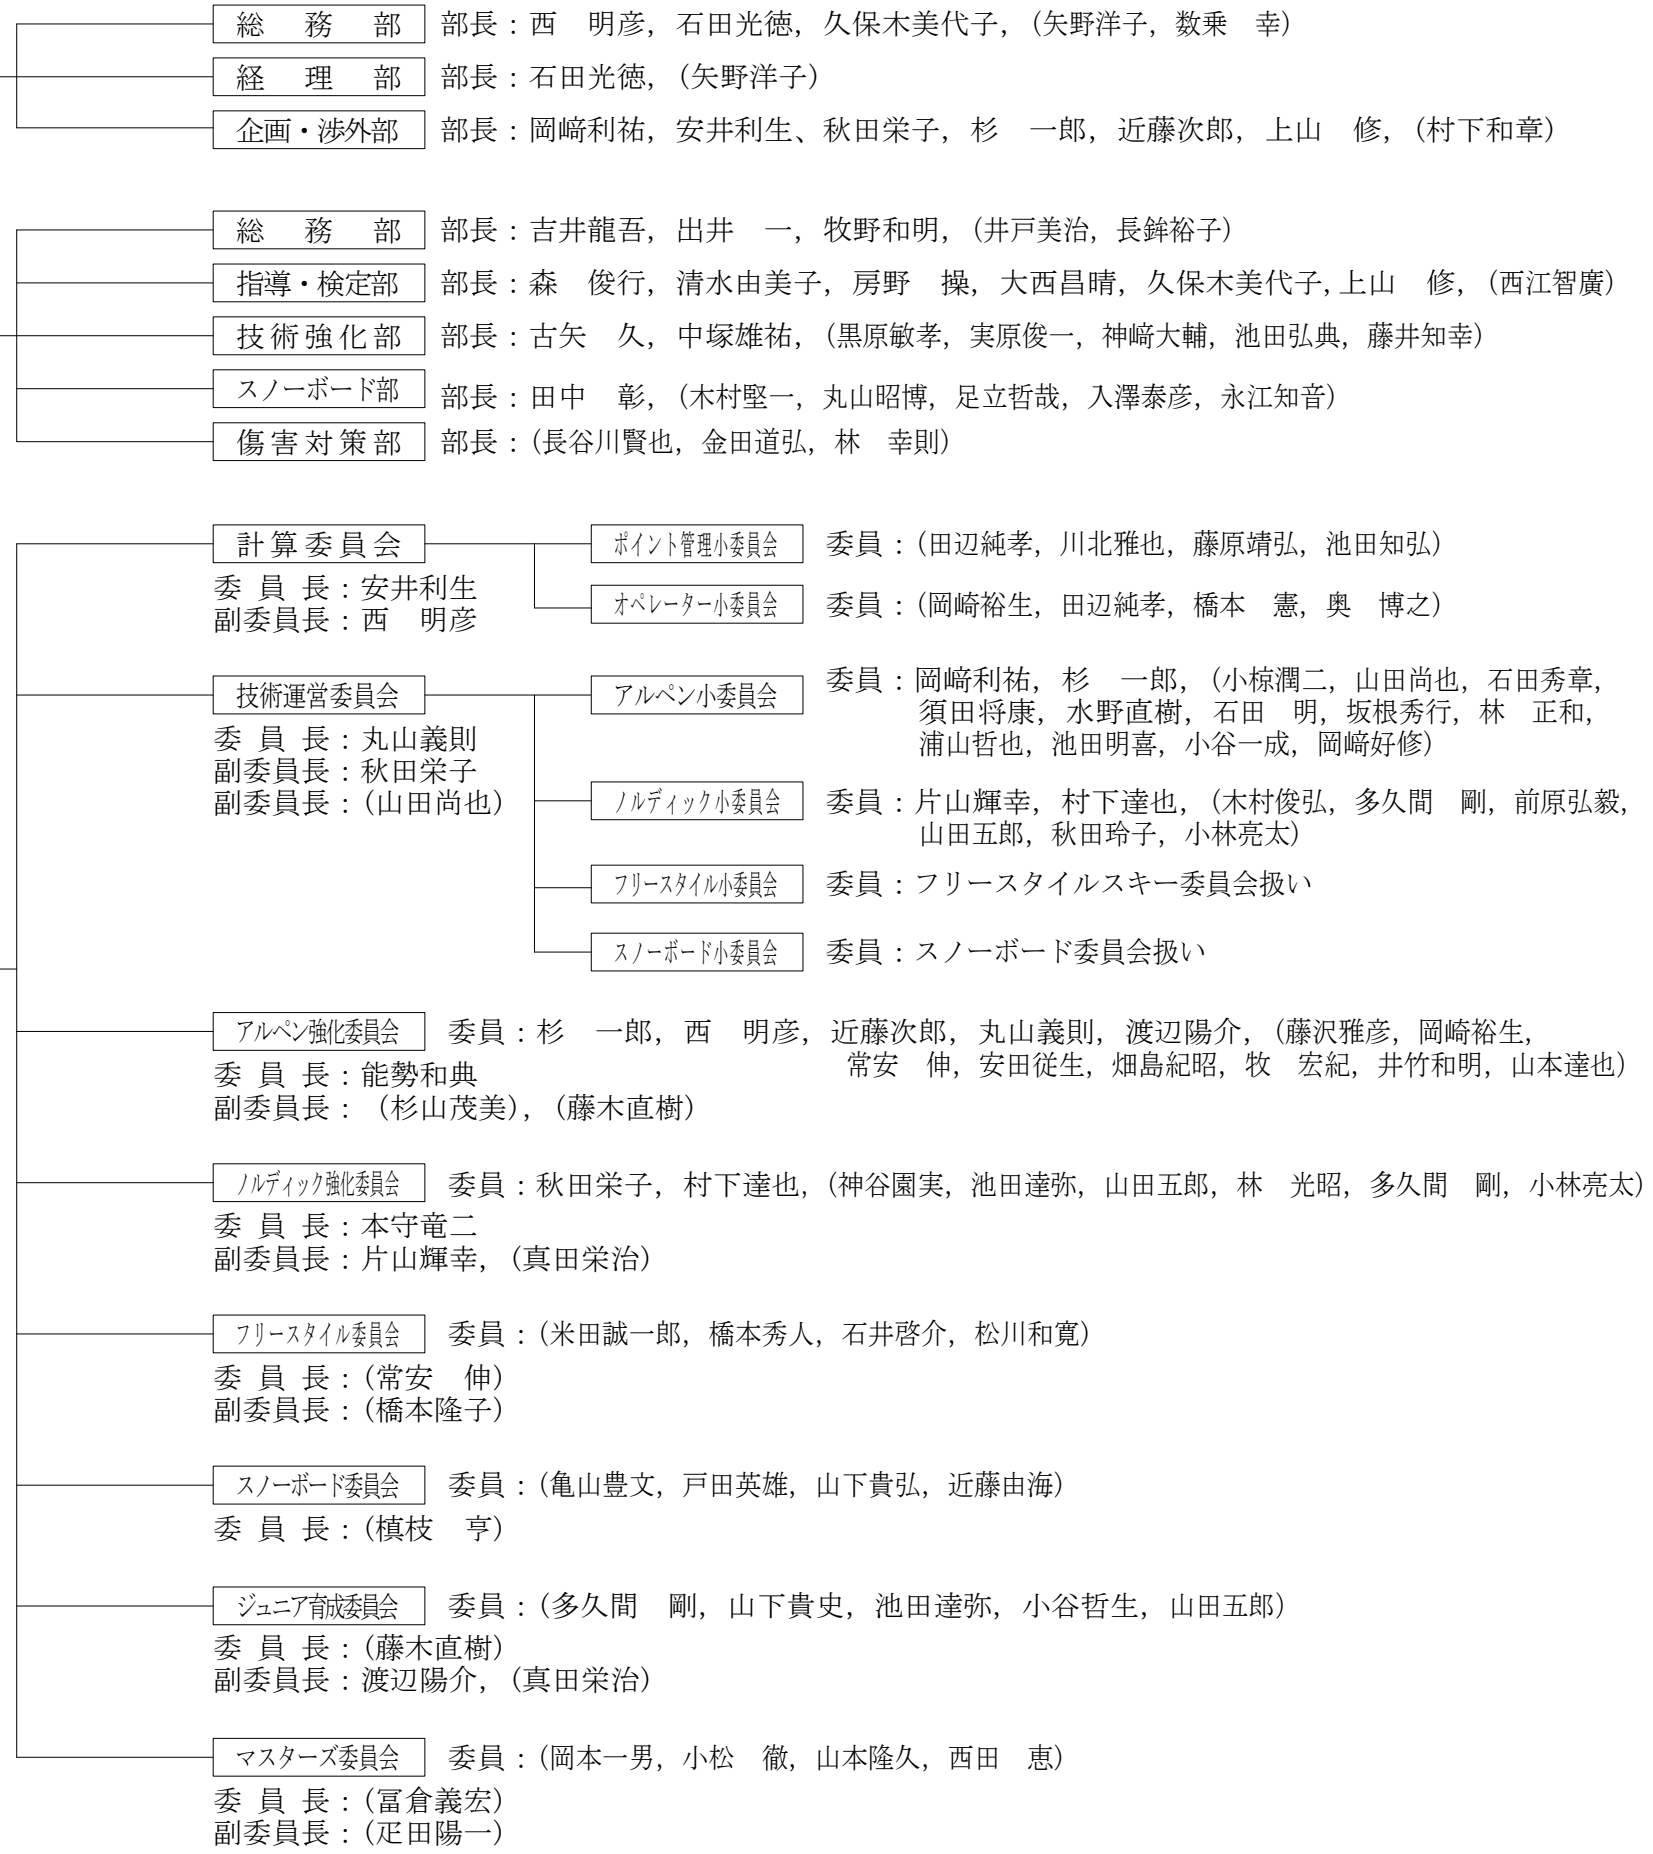 総務部 部長：西　明彦，石田光徳，久保木美代子，（矢野洋子，数乗　幸）
経理部 部長：石田光徳，（矢野洋子）
企画・渉外部 部長：岡﨑利祐，安井利生、秋田栄子，杉　一郎，近藤次郎，上山　修，（村下和章）
総務部 部長：吉井龍吾，出井　一，牧野和明，（井戸美治，長鉾裕子）
指導・検定部 部長：森　俊行，清水由美子，房野　操，大西昌晴，久保木美代子，上山　修，（西江智廣）
技術強化部 部長：古矢　久，中塚雄祐，（黒原敏孝，実原俊一，神﨑大輔，池田弘典，藤井知幸）
スノーボード部 部長：田中　彰，（木村堅一，丸山昭博，足立哲哉，入澤泰彦，永江知音）
傷害対策部 部長：（長谷川賢也，金田道弘，林　幸則）
計算委員会
委員長：安井利生
副委員長：西　明彦
ポイント管理小委員会 委員：（田辺純孝，川北雅也，藤原靖弘，池田知弘）
オペレーター小委員会 委員：（岡崎裕生，田辺純孝，橋本　憲，奥　博之）
技術運営委員会
委員長：丸山義則
副委員長：秋田栄子
副委員長：（山田尚也）
アルペン小委員会 委員：岡﨑利祐，杉　一郎，（小椋潤二，山田尚也，石田秀章，
須田将康，水野直樹，石田　明，坂根秀行，林　正和，
浦山哲也，池田明喜，小谷一成，岡﨑好修）
ノルディック小委員会 委員：片山輝幸，村下達也，（木村俊弘，多久間　剛，前原弘毅，
山田五郎，秋田玲子，小林亮太）
フリースタイル小委員会 委員：フリースタイルスキー委員会扱い
スノーボード小委員会 委員：スノーボード委員会扱い
アルペン強化委員会 委員：杉　一郎，西　明彦，近藤次郎，丸山義則，渡辺陽介，（藤沢雅彦，岡崎裕生，
常安　伸，安田従生，畑島紀昭，牧　宏紀，井竹和明，山本達也）
委員長：能勢和典
副委員長：（杉山茂美），（藤木直樹）
ノルディック強化委員会 委員：秋田栄子，村下達也，（神谷園実，池田達弥，山田五郎，林　光昭，多久間　剛，小林亮太）
委員長：本守竜二
副委員長：片山輝幸，（真田栄治）
フリースタイル委員会 委員：（米田誠一郎，橋本秀人，石井啓介，松川和寛）
委員長：（常安　伸）
副委員長：（橋本隆子）
スノーボード委員会 委員：（亀山豊文，戸田英雄，山下貴弘，近藤由海）
委員長：（槙枝　亨）
ジュニア育成委員会 委員：（多久間　剛，山下貴史，池田達弥，小谷哲生，山田五郎）
委員長：（藤木直樹）
副委員長：渡辺陽介，（真田栄治）
マスターズ委員会 委員：（岡本一男，小松　徹，山本隆久，西田　恵）
委員長：（冨倉義宏）
副委員長：（疋田陽一）